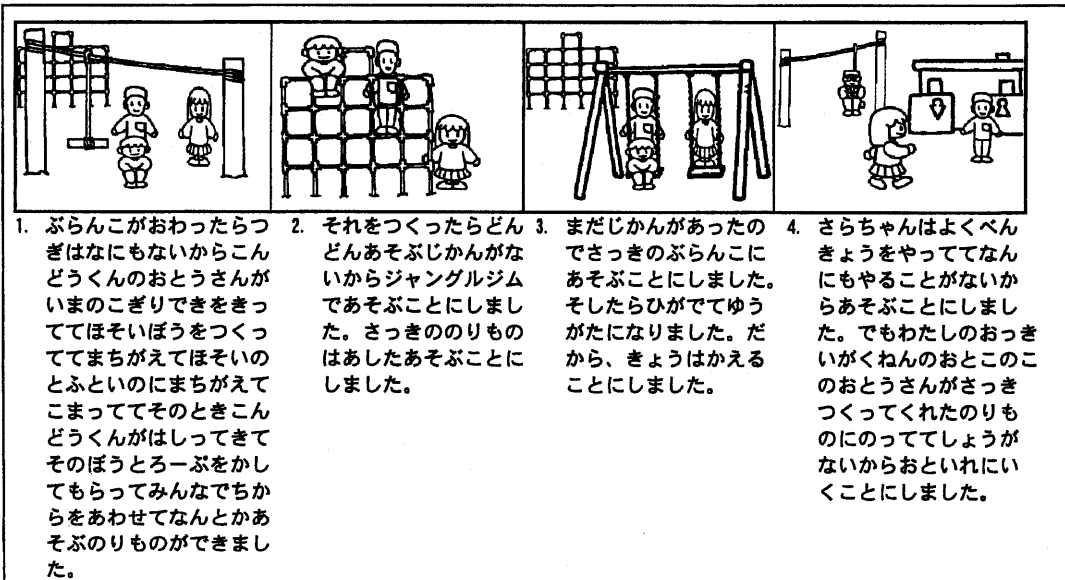 1. ぶらんこがおわったらつ
ぎはなにもないからこん
どうくんのおとうさんが
いまのこぎりできをきっ
ててほそいぼうをつくっ
ててまちがえてほそいの
とふといのにまちがえて
こまっててそのときこん
どうくんがはしってきて
そのぼうとろーぷをかし
てもらってみんなでちか
らをあわせてなんとかあ
そぶのりものができまし
た。
2. それをつくったらどん
どんあそぶじかんがな
いからジャングルジム
であそぶことにしまし
た。さっきののりもの
はあしたあそぶことに
しました。
3. まだじかんがあったの
でさっきのぶらんこに
あそぶことにしました。
そしたらひがでてゆう
がたになりました。だ
から、きょうはかえる
ことにしました。
4. さらちゃんはよくべん
きょうをやっててなん
にもやることがないか
らあそぶことにしまし
た。でもわたしのおっき
いがくねんのおとこのこ
のおとうさんがさっき
つくってくれたのりも
のにのっててしょうが
ないからおといれにい
くことにしました。